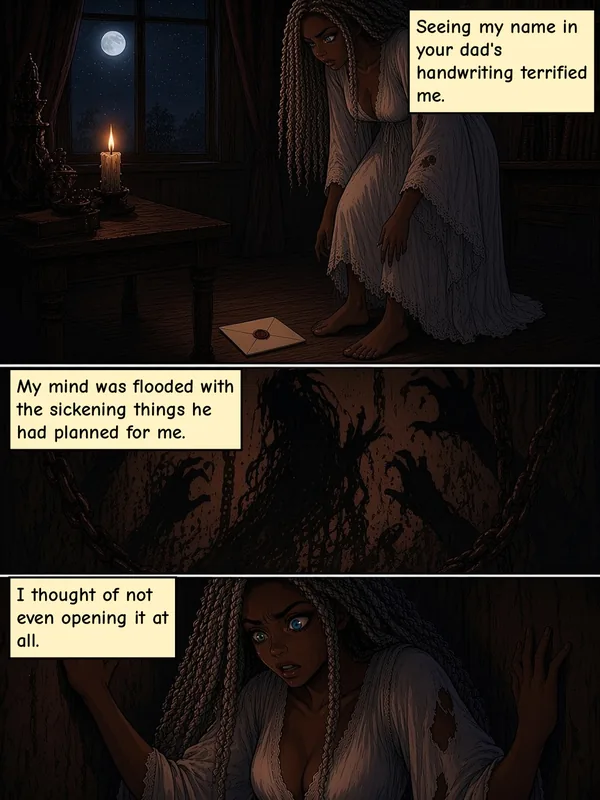 Seeing my name in
your dad's
handwriting terrified
me.
My mind was flooded with
the sickening things he
had planned for me.
I thought of not
even opening it at
all.